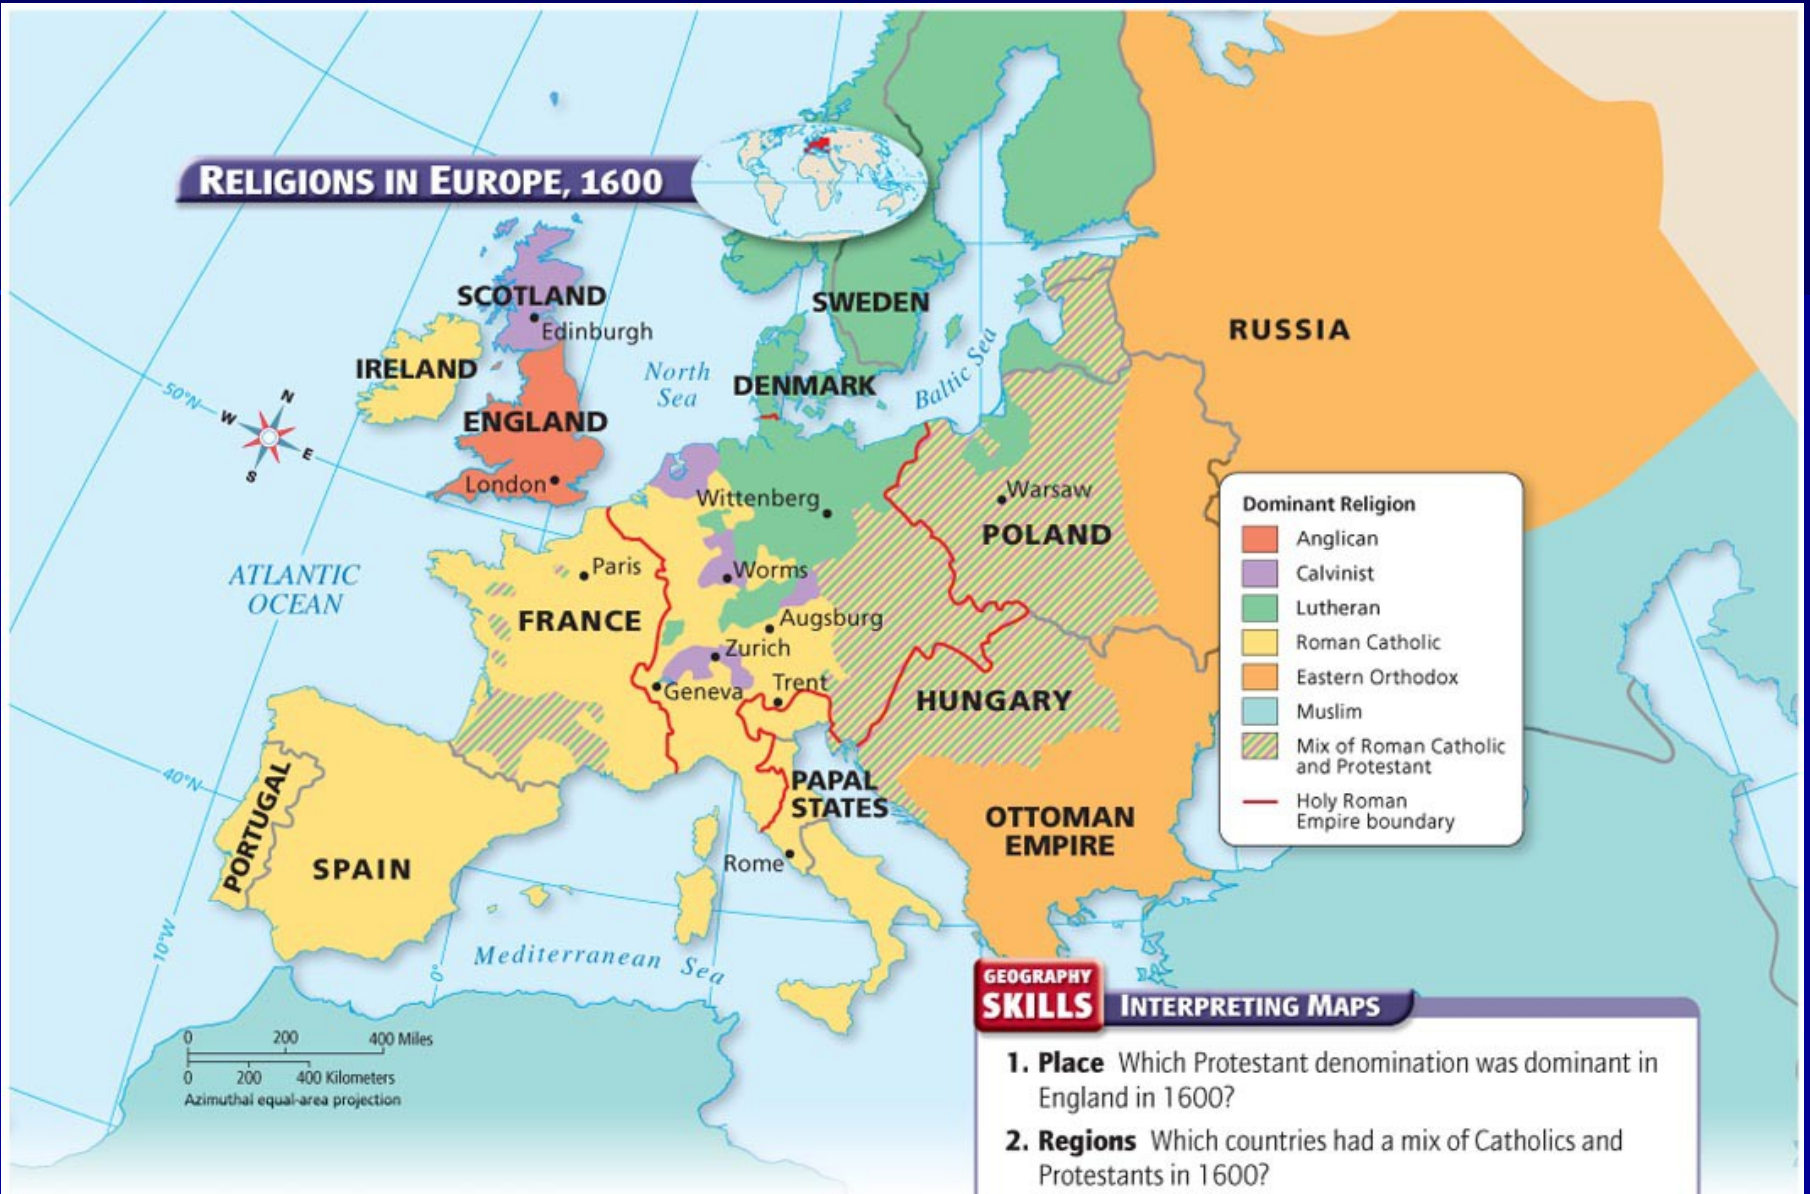 RELIGIONS IN EUROPE, 1600
SCOTLAND
Edinburgh
IRELAND
ENGLAND
London
North
Sea
SWEDEN
DENMARK
Baltic Sea
RUSSIA
50°N
N
W
E
S
ATLANTIC
OCEAN
Wittenberg
Warsaw
POLAND
Paris
FRANCE
Worms
Augsburg
Zurich
Geneva
Trent
HUNGARY
PAPAL
STATES
OTTOMAN
EMPIRE
Rome
40°N
PORTUGAL
SPAIN
10°W
0°
Mediterranean Sea
Dominant Religion
Anglican
Calvinist
Lutheran
Roman Catholic
Eastern Orthodox
Muslim
Mix of Roman Catholic
and Protestant
Holy Roman
Empire boundary
0 200 400 Miles
0 200 400 Kilometers
Azimuthal equal-area projection
GEOGRAPHY
SKILLS
INTERPRETING MAPS
1. Place Which Protestant denomination was dominant in
England in 1600?
2. Regions Which countries had a mix of Catholics and
Protestants in 1600?